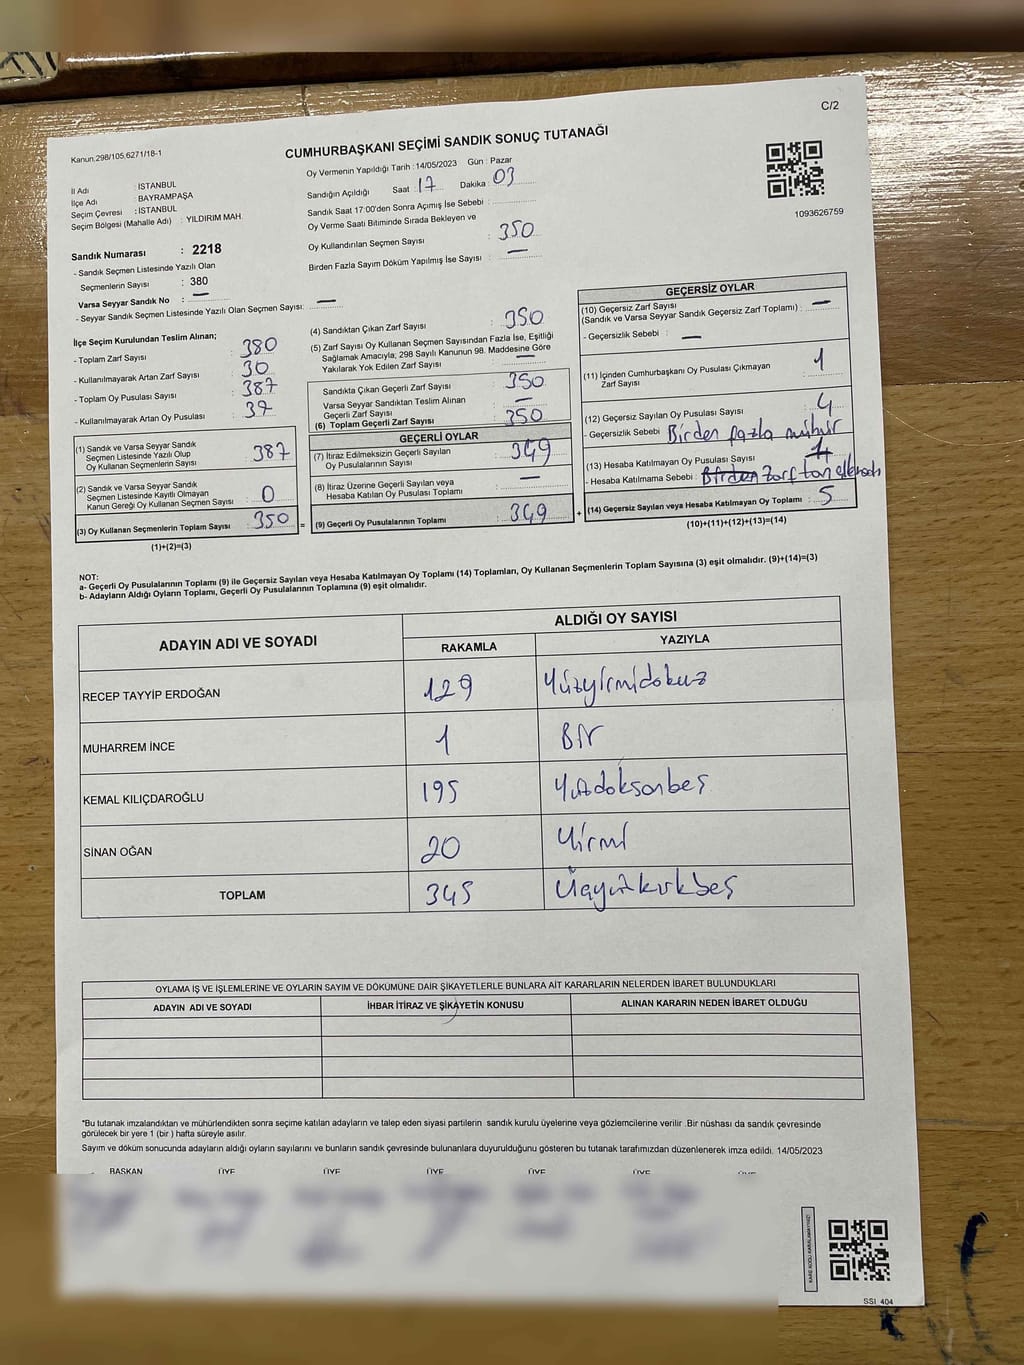 C/2
Kanun.298/105,6271/18-1
CUMHURBAŞKANI SEÇİMİ SANDIK SONUÇ TUTANAĞI
İl Adı : İSTANBUL
İlçe Adı : BAYRAMPAŞA
Seçim Çevresi : İSTANBUL
Seçim Bölgesi (Mahalle Adı) : YILDIRIM MAH.
Oy Vermenin Yapıldığı Tarih : 14/05/2023 Gün : Pazar
Sandığın Açıldığı Saat : 17 Dakika : 03
Sandık Saat 17:00'den Sonra Açımış İse Sebebi :
Oy Verme Saati Bitiminde Sırada Bekleyen ve
Oy Kullandırılan Seçmen Sayısı : 350
Birden Fazla Sayım Döküm Yapılmış İse Sayısı : —
1093626759
Sandık Numarası : 2218
- Sandık Seçmen Listesinde Yazılı Olan
Seçmenlerin Sayısı : 380
Varsa Seyyar Sandık No : —
- Seyyar Sandık Seçmen Listesinde Yazılı Olan Seçmen Sayısı: —
İlçe Seçim Kurulundan Teslim Alınan;
- Toplam Zarf Sayısı : 380
- Kullanılmayarak Artan Zarf Sayısı : 30
- Toplam Oy Pusulası Sayısı : 387
- Kullanılmayarak Artan Oy Pusulası : 37
(1) Sandık ve Varsa Seyyar Sandık
Seçmen Listesinde Yazılı Olup
Oy Kullanan Seçmenlerin Sayısı : 387
(2) Sandık ve Varsa Seyyar Sandık
Seçmen Listesinde Kayıtlı Olmayan
Kanun Gereği Oy Kullanan Seçmen Sayısı : 0
(3) Oy Kullanan Seçmenlerin Toplam Sayısı : 350 =
(1)+(2)=(3)
(4) Sandıktan Çıkan Zarf Sayısı : 350
(5) Zarf Sayısı Oy Kullanan Seçmen Sayısından Fazla İse, Eşitliği
Sağlamak Amacıyla; 298 Sayılı Kanunun 98. Maddesine Göre
Yakılarak Yok Edilen Zarf Sayısı : —
Sandıkta Çıkan Geçerli Zarf Sayısı : 350
Varsa Seyyar Sandıktan Teslim Alınan
Geçerli Zarf Sayısı : —
(6) Toplam Geçerli Zarf Sayısı : 350
GEÇERLİ OYLAR
(7) İtiraz Edilmeksizin Geçerli Sayılan
Oy Pusulalarının Sayısı : 349
(8) İtiraz Üzerine Geçerli Sayılan veya
Hesaba Katılan Oy Pusulası Toplamı : —
(9) Geçerli Oy Pusulalarının Toplamı : 349 +
GEÇERSİZ OYLAR
(10) Geçersiz Zarf Sayısı
(Sandık ve Varsa Seyyar Sandık Geçersiz Zarf Toplamı) : —
- Geçersizlik Sebebi : —
(11) İçinden Cumhurbaşkanı Oy Pusulası Çıkmayan
Zarf Sayısı : 1
(12) Geçersiz Sayılan Oy Pusulası Sayısı : 4
- Geçersizlik Sebebi : Birden fazla mühür
(13) Hesaba Katılmayan Oy Pusulası Sayısı
- Hesaba Katılmama Sebebi : Birden zarftan
(14) Geçersiz Sayılan veya Hesaba Katılmayan Oy Toplamı : 5
(10)+(11)+(12)+(13)=(14)
NOT:
a- Geçerli Oy Pusulalarının Toplamı (9) ile Geçersiz Sayılan veya Hesaba Katılmayan Oy Toplamı (14) Toplamları, Oy Kullanan Seçmenlerin Toplam Sayısına (3) eşit olmalıdır. (9)+(14)=(3)
b- Adayların Aldığı Oyların Toplamı, Geçerli Oy Pusulalarının Toplamına (9) eşit olmalıdır.
ADAYIN ADI VE SOYADI ALDIĞI OY SAYISI
RAKAMLA YAZIYLA
RECEP TAYYİP ERDOĞAN 129 Yüzyirmidokuz
MUHARREM İNCE 1 Bir
KEMAL KILIÇDAROĞLU 195 Yüzdoksanbeş
SİNAN OĞAN 20 Yirmi
TOPLAM 345 Üçyüzkırkbeş
OYLAMA İŞ VE İŞLEMLERİNE VE OYLARIN SAYIM VE DÖKÜMÜNE DAİR ŞİKAYETLERLE BUNLARA AİT KARARLARIN NELERDEN İBARET BULUNDUKLARI
ADAYIN ADI VE SOYADI İHBAR İTİRAZ VE ŞİKAYETİN KONUSU ALINAN KARARIN NEDEN İBARET OLDUĞU
*Bu tutanak imzalandıktan ve mühürlendikten sonra seçime katılan adayların ve talep eden siyasi partilerin sandık kurulu üyelerine veya gözlemcilerine verilir .Bir nüshası da sandık çevresinde
görülecek bir yere 1 (bir ) hafta süreyle asılır.
Sayım ve döküm sonucunda adayların aldığı oyların sayılarını ve bunların sandık çevresinde bulunanlara duyurulduğunu gösteren bu tutanak tarafımızdan düzenlenerek imza edildi. 14/05/2023
BAŞKAN ÜYE ÜYE ÜYE ÜYE ÜYE ÜYE
KARE KODU KARALAMAYINIZ!
SSI_404